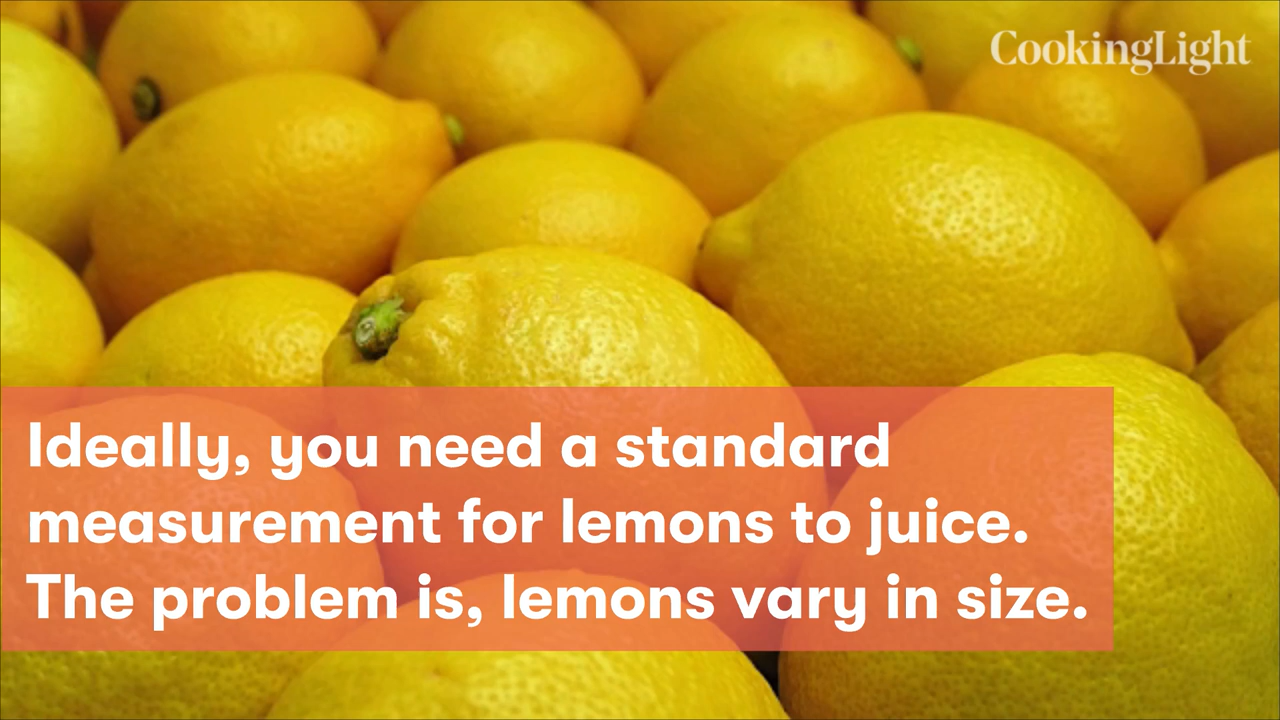 CookingLight
Ideally, you need a standard
measurement for lemons to juice.
The problem is, lemons vary in size.